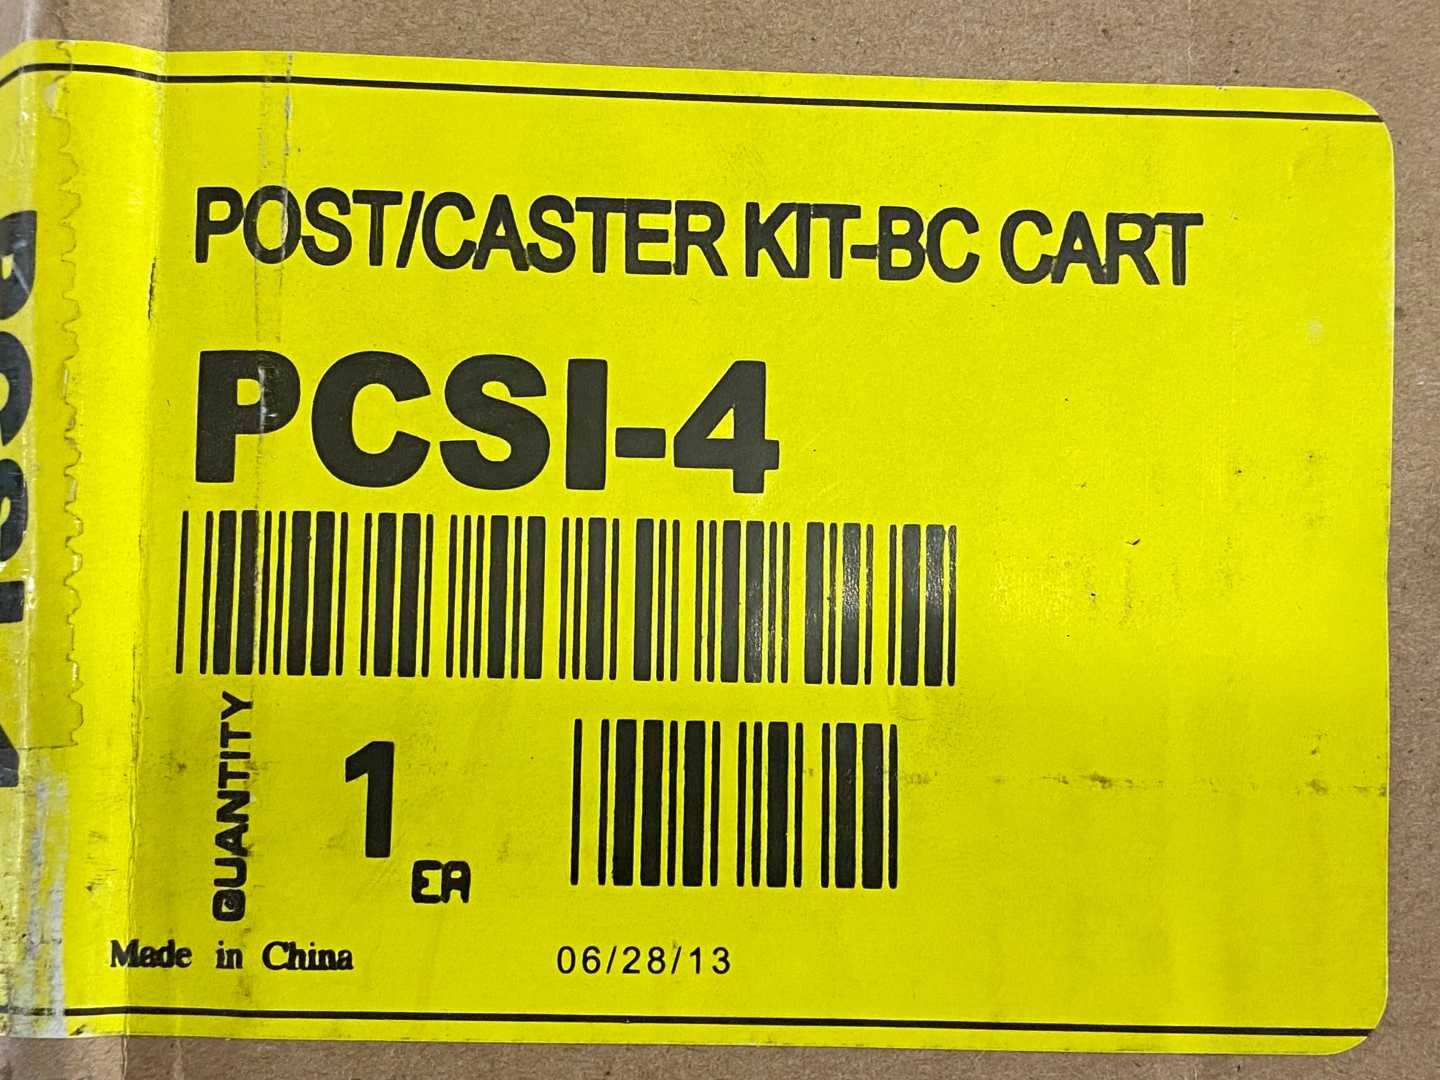 POST/CASTER KIT-BC CART
PCSI-4
QUANTITY
1
EA
Made in China
06/28/13